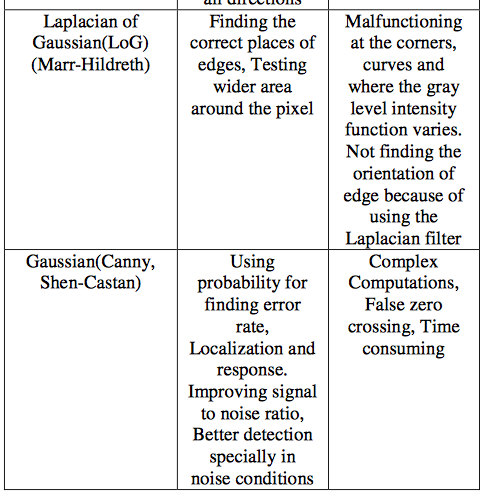 all directions
Laplacian of
Gaussian(LoG)
(Marr-Hildreth)
Finding the
correct places of
edges, Testing
wider area
around the pixel
Malfunctioning
at the corners,
curves and
where the gray
level intensity
function varies.
Not finding the
orientation of
edge because of
using the
Laplacian filter
Gaussian(Canny,
Shen-Castan)
Using
probability for
finding error
rate,
Localization and
response.
Improving signal
to noise ratio,
Better detection
specially in
noise conditions
Complex
Computations,
False zero
crossing, Time
consuming